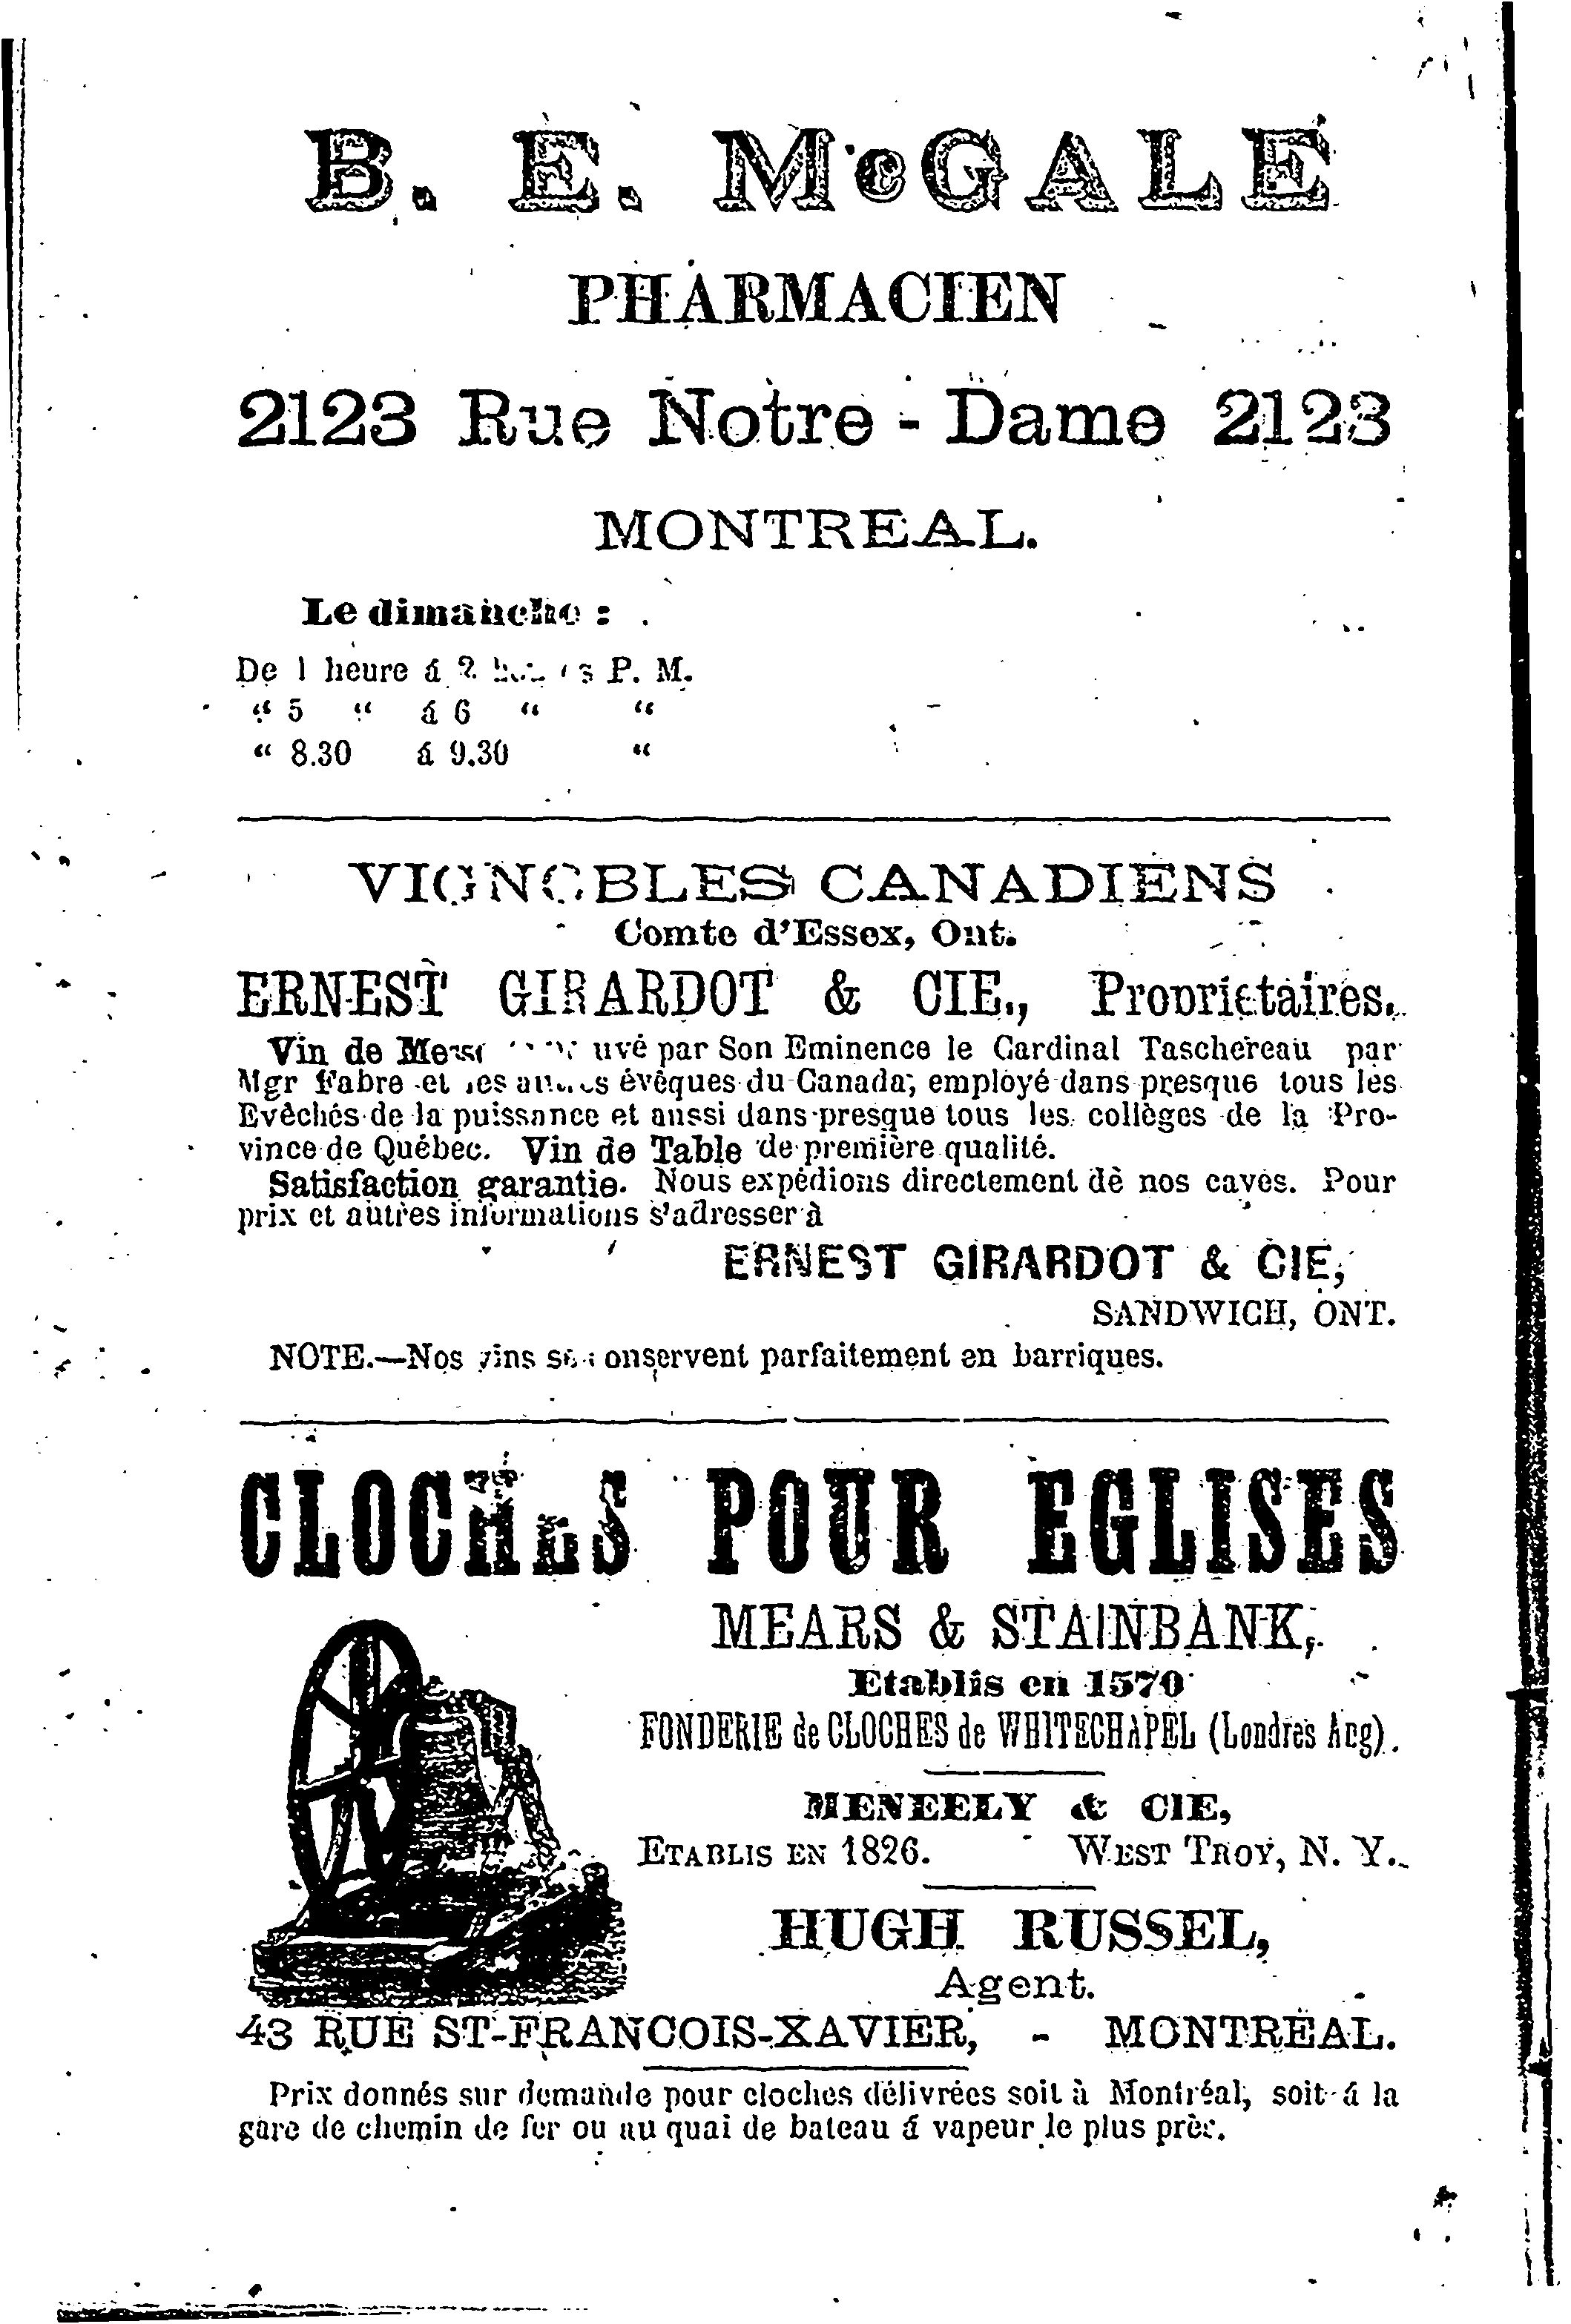 B. E. McGALE
PHARMACIEN
2123 Rue Notre - Dame 2123
MONTREAL.
Le dimanche :
De 1 heure á 2 P. M.
“ 5 “ á 6 “ “
“ 8.30 á 9.30 “
VIGNOBLES CANADIENS
Comte d'Essex, Ont.
ERNEST GIRARDOT & CIE., Proprietaires.
Vin de par Son Eminence le Cardinal Taschereau par
Mgr Fabre et les évêques du Canada; employé dans presque tous les
Evêchés de la puissance et aussi dans presque tous les collèges de la Pro-
vince de Québec. Vin de Table de première qualité.
Satisfaction garantie. Nous expédions directement dè nos caves. Pour
prix et autres informations s'adresser à
ERNEST GIRARDOT & CIE,
SANDWICH, ONT.
NOTE.—Nos vins se conservent parfaitement en barriques.
CLOCHES POUR EGLISES
MEARS & STAINBANK,
Etablis en 1570
FONDERIE de CLOCHES de WHITECHAPEL (Londres Ang).
MENEELY & CIE,
ETABLIS EN 1826. WEST TROY, N. Y.
HUGH RUSSEL,
Agent.
43 RUE ST-FRANCOIS-XAVIER, - MONTREAL.
Prix donnés sur demande pour cloches délivrées soit à Montréal, soit á la
gare de chemin de fer ou au quai de bateau á vapeur le plus près.